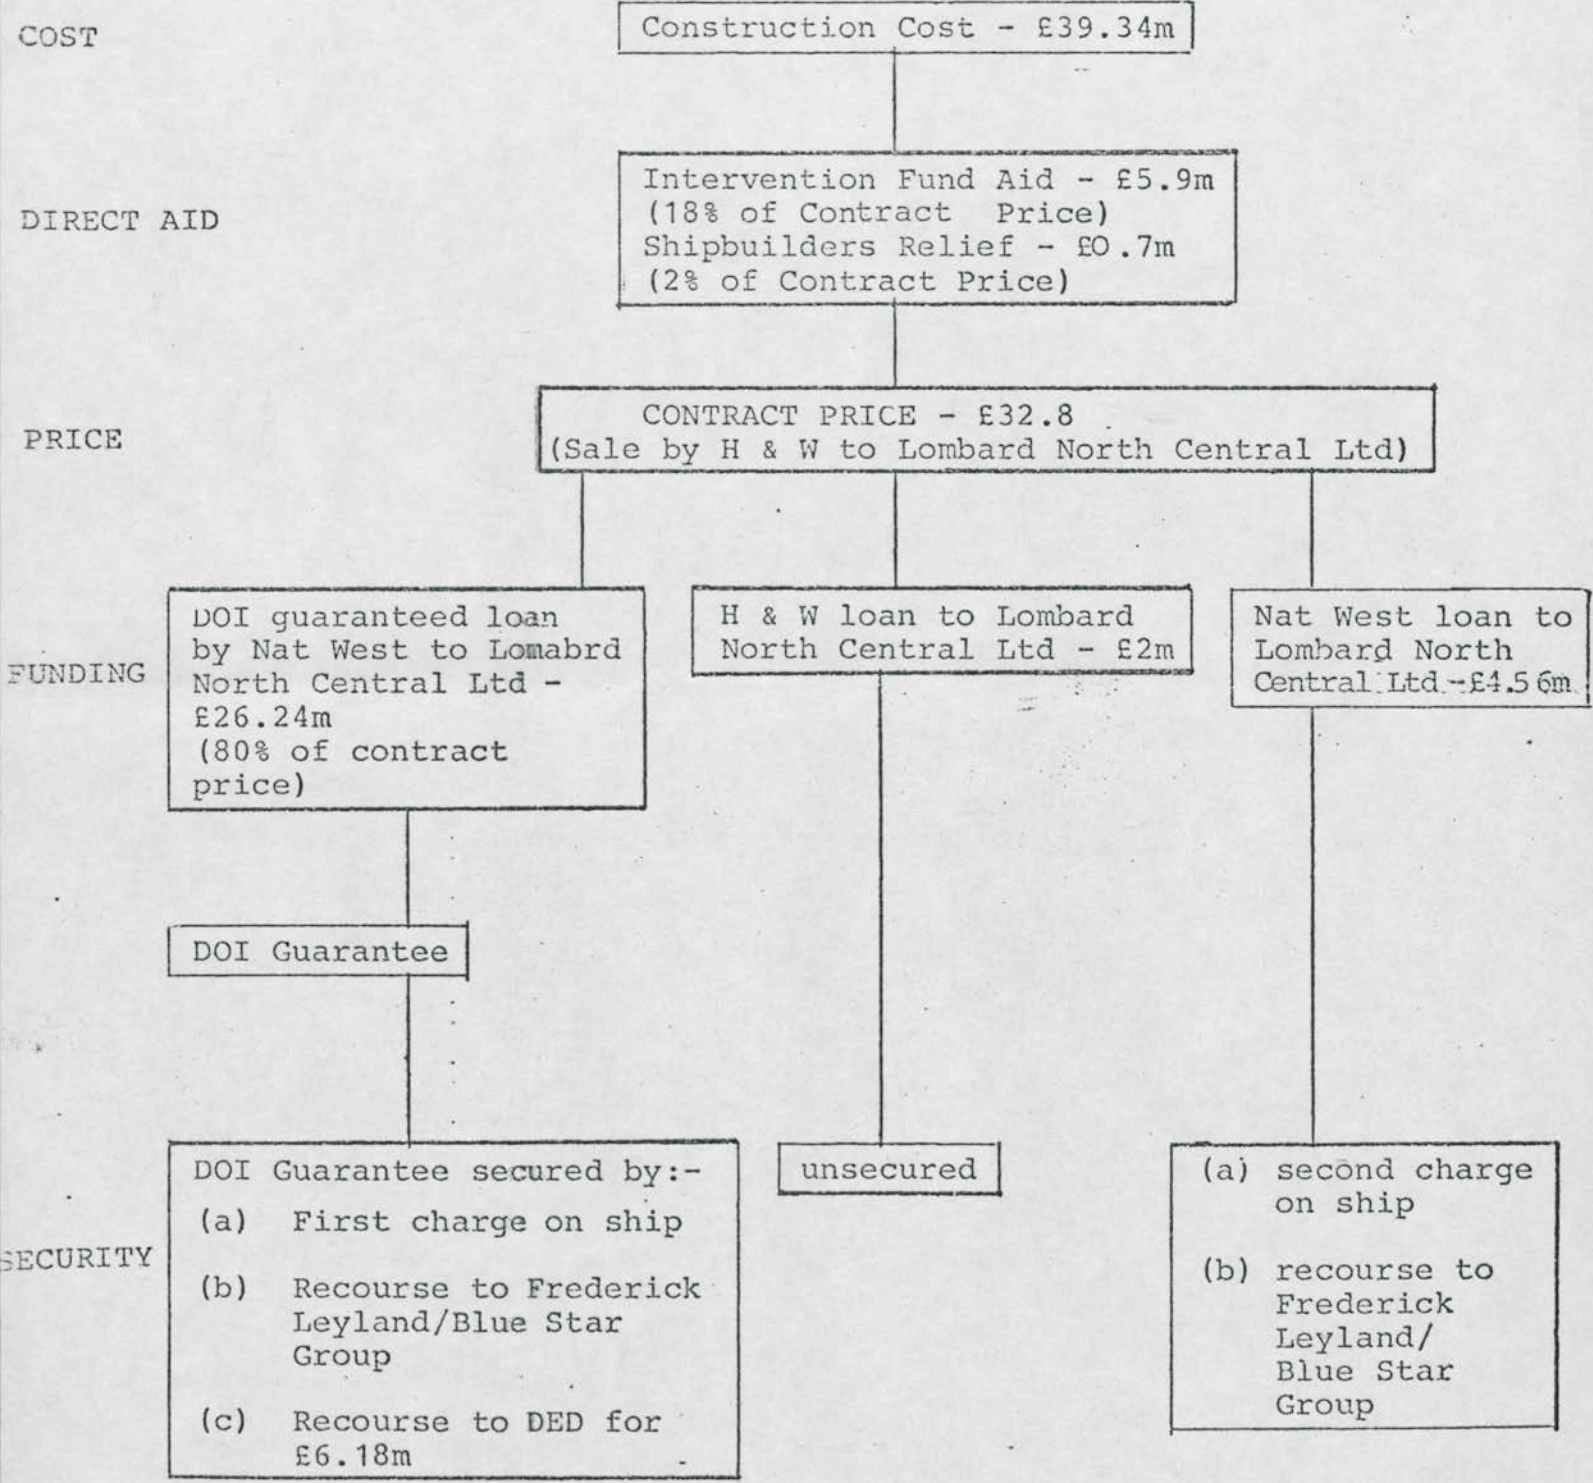 COST
Construction Cost - £39.34m
DIRECT AID
Intervention Fund Aid - £5.9m
(18% of Contract Price)
Shipbuilders Relief - £0.7m
(2% of Contract Price)
PRICE
CONTRACT PRICE - £32.8
(Sale by H & W to Lombard North Central Ltd)
FUNDING
DOI guaranteed loan
by Nat West to Lomabrd
North Central Ltd -
£26.24m
(80% of contract
price)
H & W loan to Lombard
North Central Ltd - £2m
Nat West loan to
Lombard North
Central Ltd - £4.56m
DOI Guarantee
SECURITY
DOI Guarantee secured by:-
(a) First charge on ship
(b) Recourse to Frederick
Leyland/Blue Star
Group
(c) Recourse to DED for
£6.18m
unsecured
(a) second charge
on ship
(b) recourse to
Frederick
Leyland/
Blue Star
Group